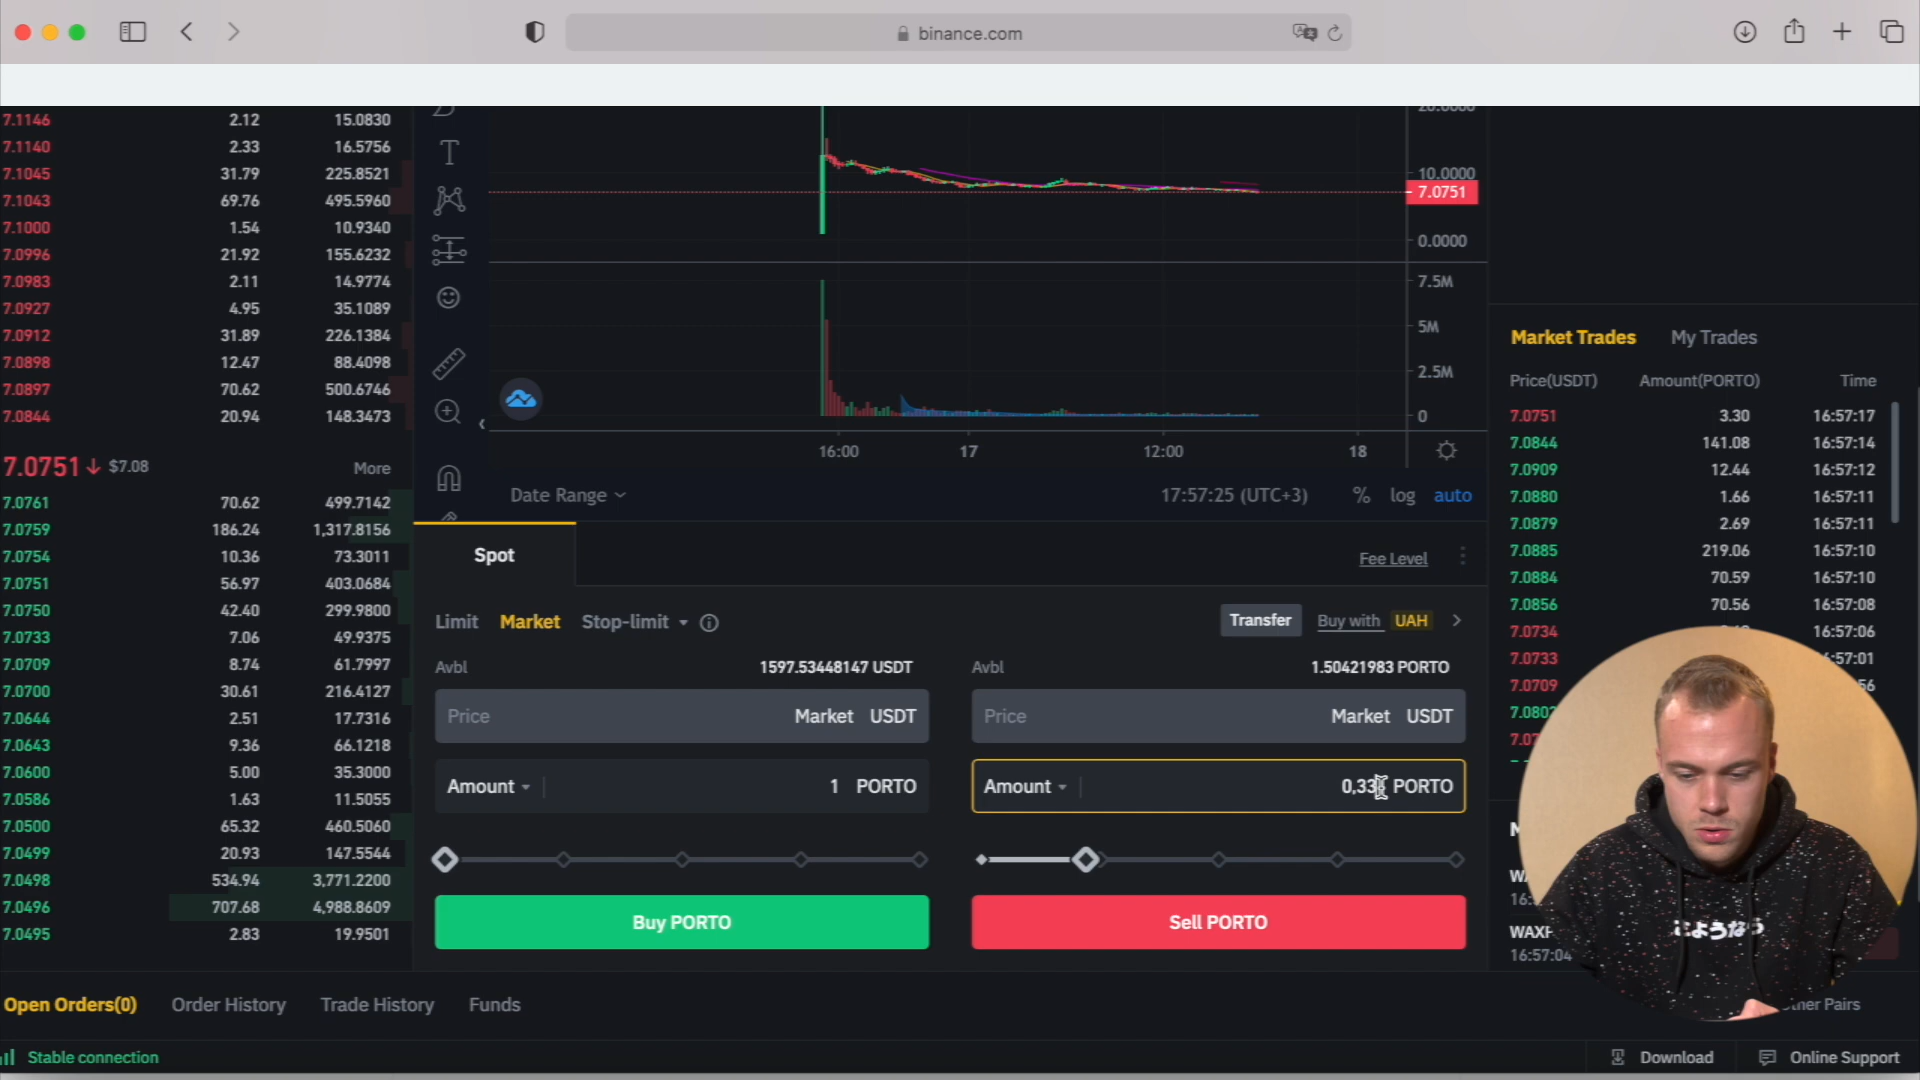 binance.com
7.1146 2.12 15.0830
7.1140 2.33 16.5756
7.1045 31.79 225.8521
7.1043 69.76 495.5960
7.1000 1.54 10.9340
7.0996 21.92 155.6232
7.0983 2.11 14.9774
7.0927 4.95 35.1089
7.0912 31.89 226.1384
7.0898 12.47 88.4098
7.0897 70.62 500.6746
7.0844 20.94 148.3473
7.0751 $7.08 More
7.0761 70.62 499.7142
7.0759 186.24 1,317.8156
7.0754 10.36 73.3011
7.0751 56.97 403.0684
7.0750 42.40 299.9800
7.0733 7.06 49.9375
7.0709 8.74 61.7997
7.0700 30.61 216.4127
7.0644 2.51 17.7316
7.0643 9.36 66.1218
7.0600 5.00 35.3000
7.0586 1.63 11.5055
7.0500 65.32 460.5060
7.0499 20.93 147.5544
7.0498 534.94 3,771.2200
7.0496 707.68 4,988.8609
7.0495 2.83 19.9501
20.0000
10.0000
7.0751
0.0000
7.5M
5M
2.5M
0
16:00 17 12:00 18
Date Range 17:57:25 (UTC+3) % log auto
Spot Fee Level
Limit Market Stop-limit Transfer Buy with UAH
Avbl 1597.53448147 USDT Avbl 1.50421983 PORTO
Price Market USDT Price Market USDT
Amount 1 PORTO Amount PORTO
Buy PORTO Sell PORTO
Market Trades My Trades
Price(USDT) Amount(PORTO) Time
7.0751 3.30 16:57:17
7.0844 141.08 16:57:14
7.0909 12.44 16:57:12
7.0880 1.66 16:57:11
7.0879 2.69 16:57:11
7.0885 219.06 16:57:10
7.0884 70.59 16:57:10
7.0856 70.56 16:57:08
7.0734 16:57:06
7.0733 :57:01
7.0709 56
Open Orders(0) Order History Trade History Funds Pairs
Stable connection Download Online Support